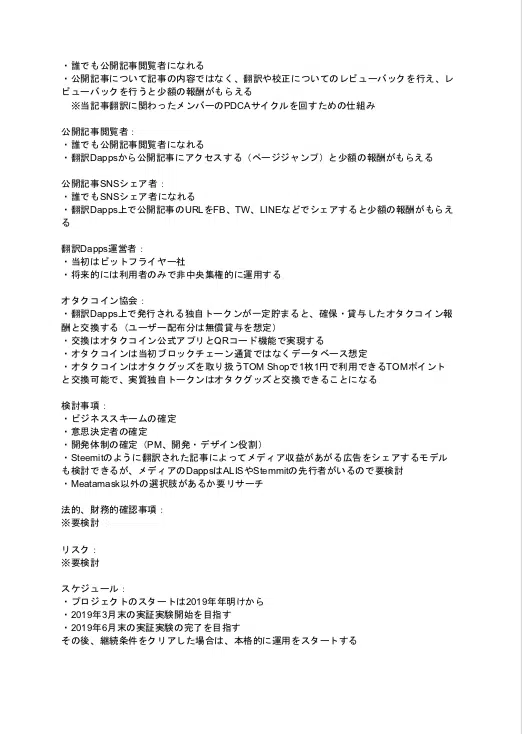 ・誰でも公開記事閲覧者になれる
・公開記事について記事の内容ではなく、翻訳や校正についてのレビューバックを行え、レ
ビューバックを行うと少額の報酬がもらえる
　※当記事翻訳に関わったメンバーのPDCAサイクルを回すための仕組み
公開記事閲覧者：
・誰でも公開記事閲覧者になれる
・翻訳Dappsから公開記事にアクセスする（ページジャンプ）と少額の報酬がもらえる
公開記事SNSシェア者：
・誰でもSNSシェア者になれる
・翻訳Dapps上で公開記事のURLをFB、TW、LINEなどでシェアすると少額の報酬がもらえ
る
翻訳Dapps運営者：
・当初はビットフライヤー社
・将来的には利用者のみで非中央集権的に運用する
オタクコイン協会：
・翻訳Dapps上で発行される独自トークンが一定貯まると、確保・貸与したオタクコイン報
酬と交換する（ユーザー配布分は無償貸与を想定）
・交換はオタクコイン公式アプリとQRコード機能で実現する
・オタクコインは当初ブロックチェーン通貨ではなくデータベース想定
・オタクコインはオタクグッズを取り扱うTOM Shopで1枚1円で利用できるTOMポイント
と交換可能で、実質独自トークンはオタクグッズと交換できることになる
検討事項：
・ビジネススキームの確定
・意思決定者の確定
・開発体制の確定（PM、開発・デザイン役割）
・Steemitのように翻訳された記事によってメディア収益があがる広告をシェアするモデル
も検討できるが、メディアのDappsはALISやStemmitの先行者がいるので要検討
・Meatamask以外の選択肢があるか要リサーチ
法的、財務的確認事項：
※要検討
リスク：
※要検討
スケジュール：
・プロジェクトのスタートは2019年年明けから
・2019年3月末の実証実験開始を目指す
・2019年6月末の実証実験の完了を目指す
その後、継続条件をクリアした場合は、本格的に運用をスタートする